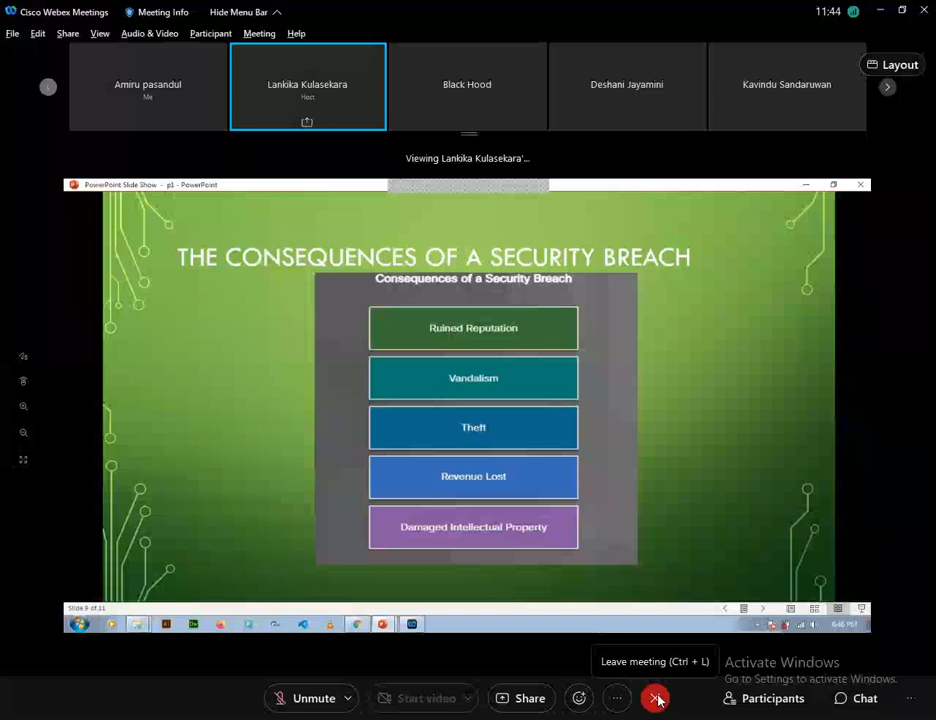 Cisco Webex Meetings
Meeting Info
Hide Menu Bar
11:44
File Edit Share View Audio & Video Participant Meeting Help
Amiru pasandul
Me
Lankika Kulasekara
Host
Black Hood
Deshani Jayamini
Kavindu Sandaruwan
Layout
Viewing Lankika Kulasekara'...
PowerPoint Slide Show - p1 - PowerPoint
THE CONSEQUENCES OF A SECURITY BREACH
Consequences of a Security Breach
Ruined Reputation
Vandalism
Theft
Revenue Lost
Damaged Intellectual Property
Slide 9 of 11
6:46 PM
Leave meeting (Ctrl + L)
Activate Windows
Go to Settings to activate Windows.
Unmute
Start video
Share
Participants
Chat